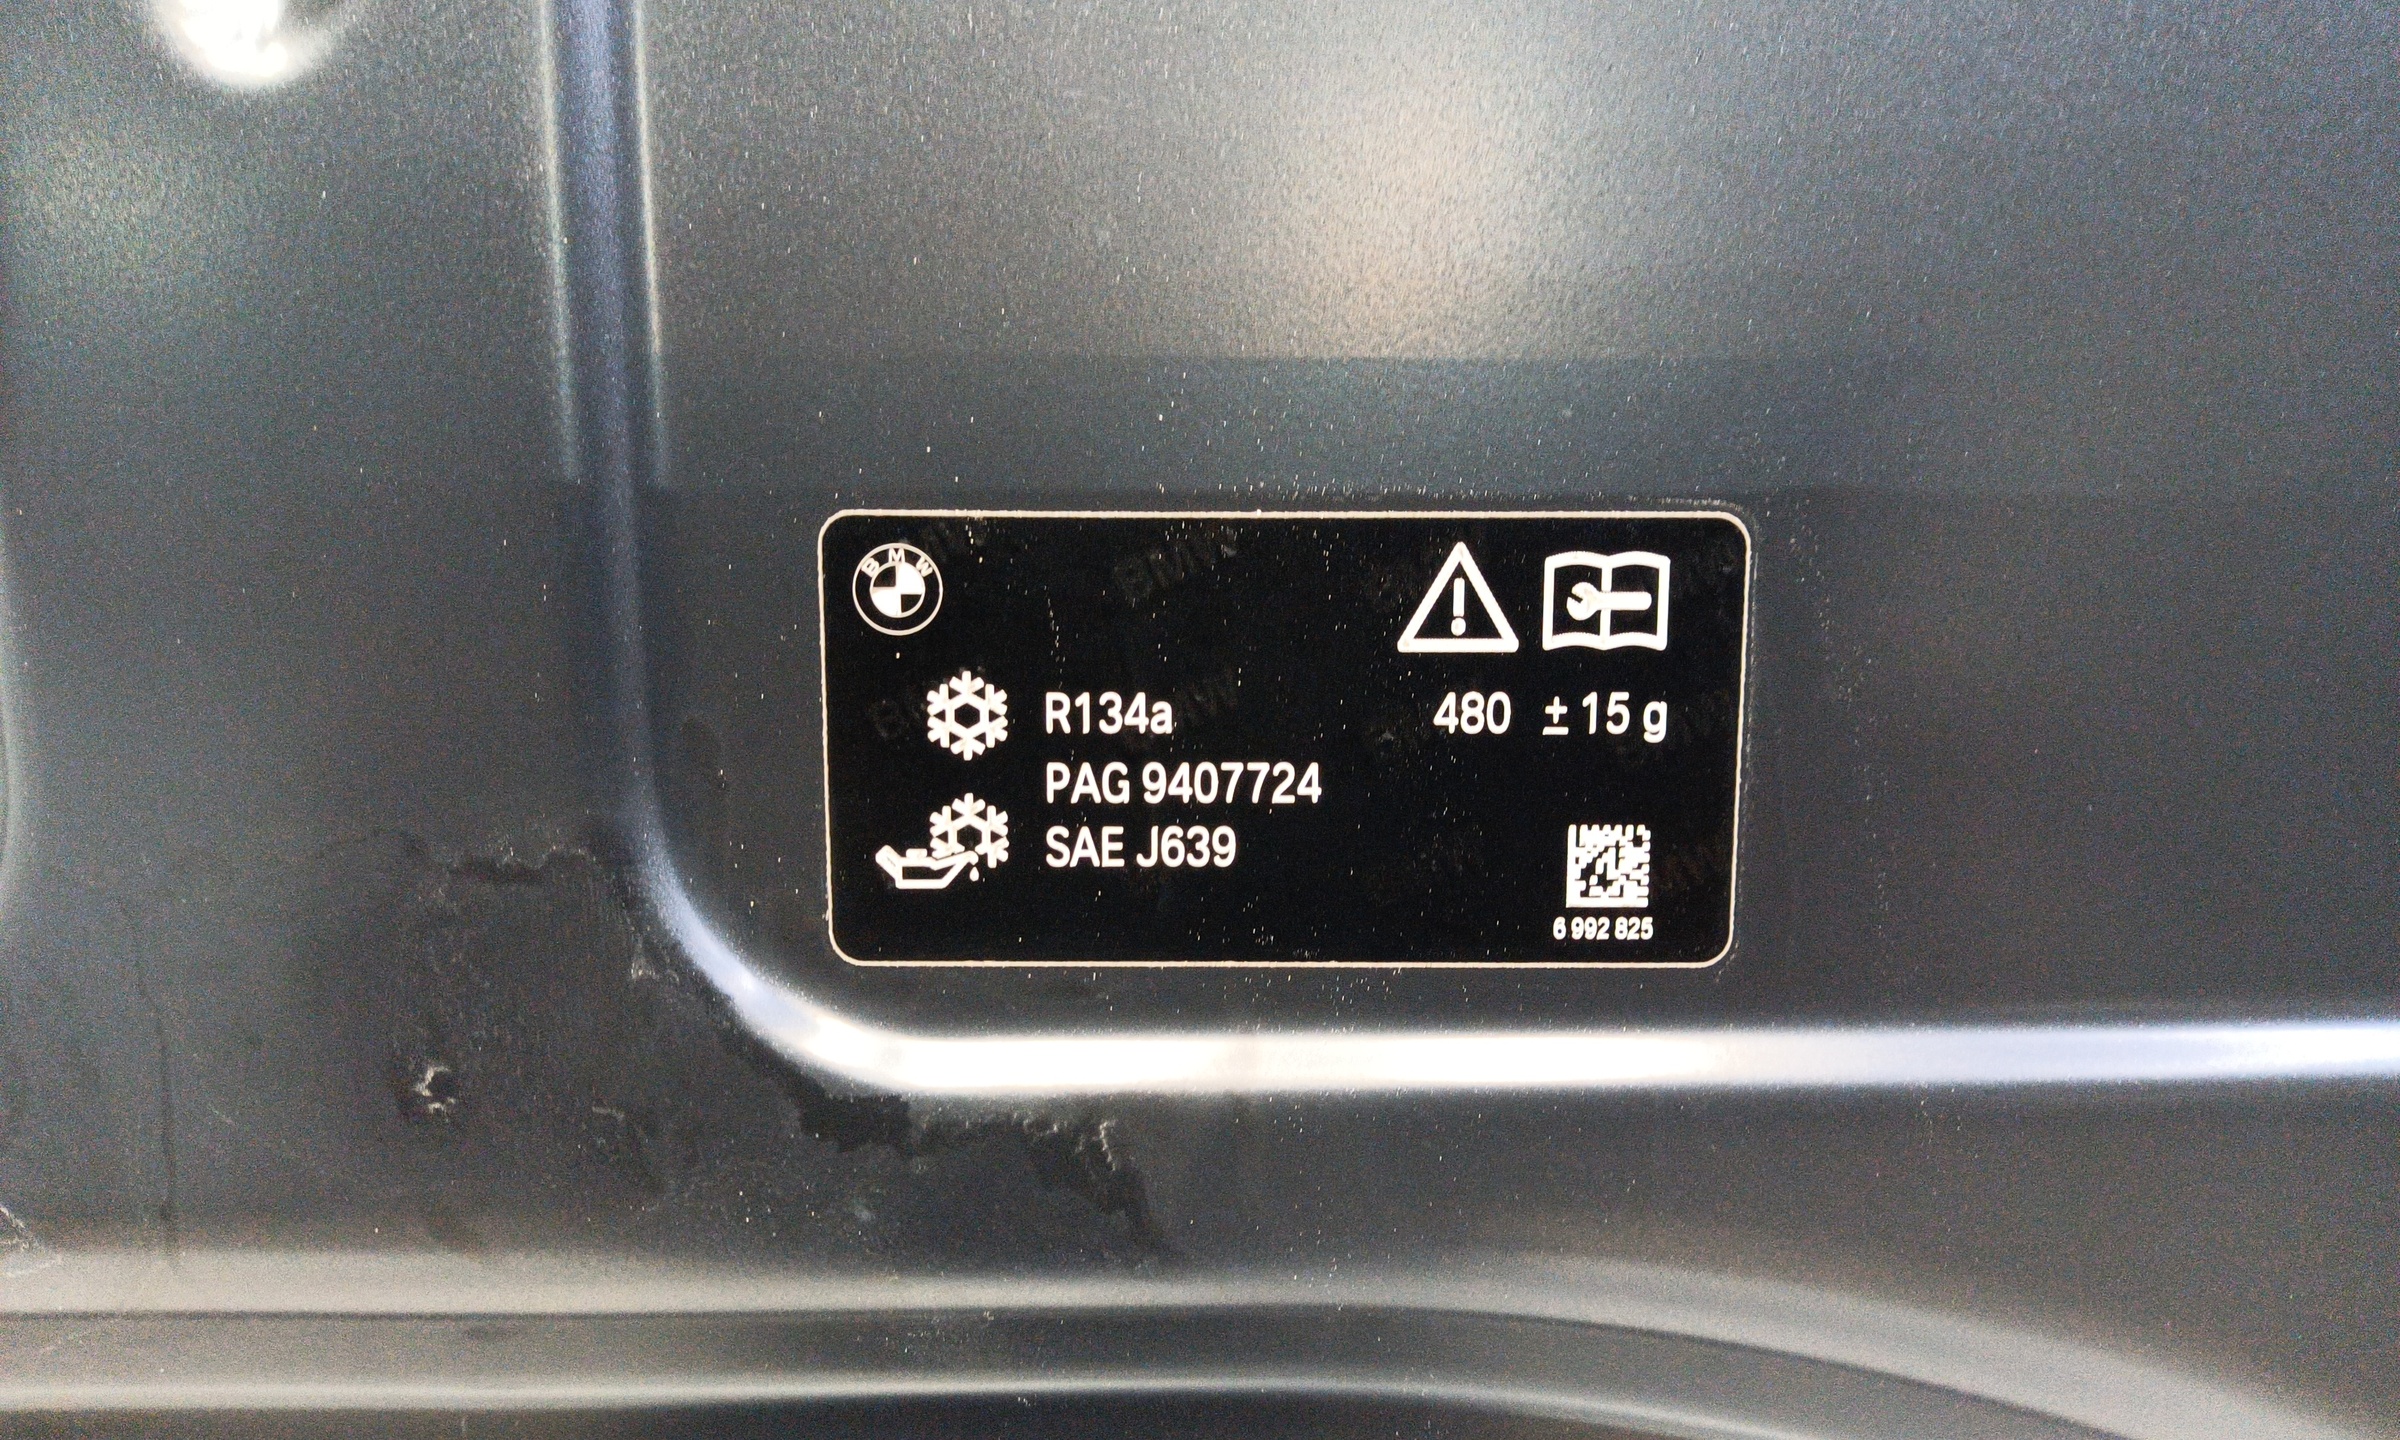 BMW
R134a 480 ± 15 g
PAG 9407724
SAE J639
6 992 825